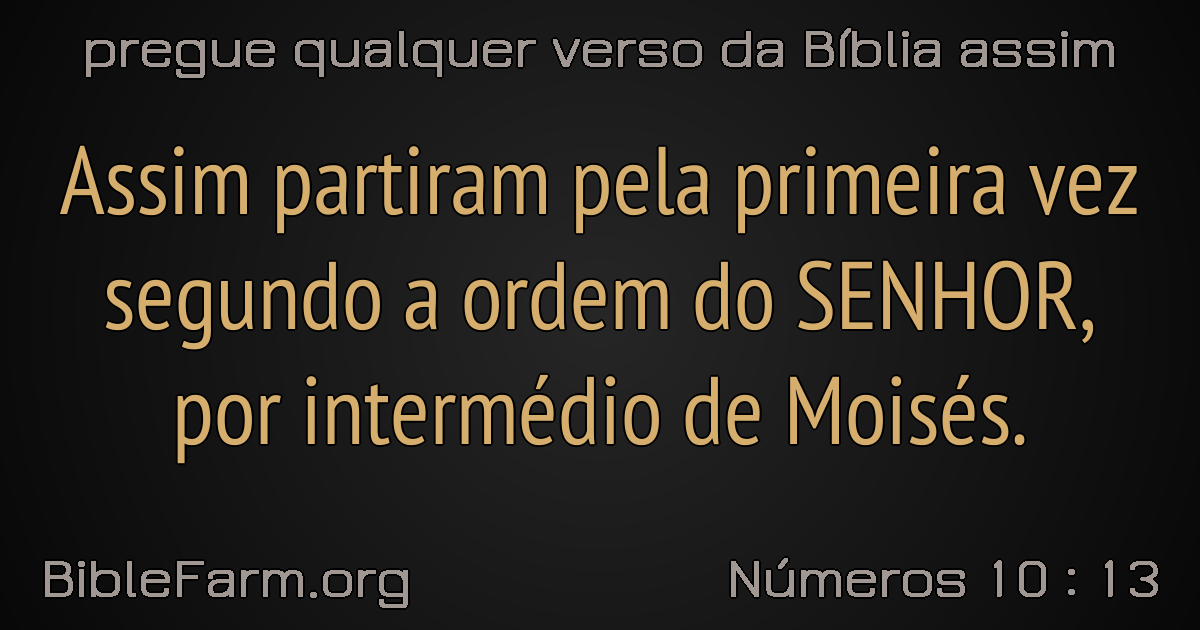 pregue qualquer verso da Bíblia assim
Assim partiram pela primeira vez
segundo a ordem do SENHOR,
por intermédio de Moisés.
BibleFarm.org
Números 10 : 13